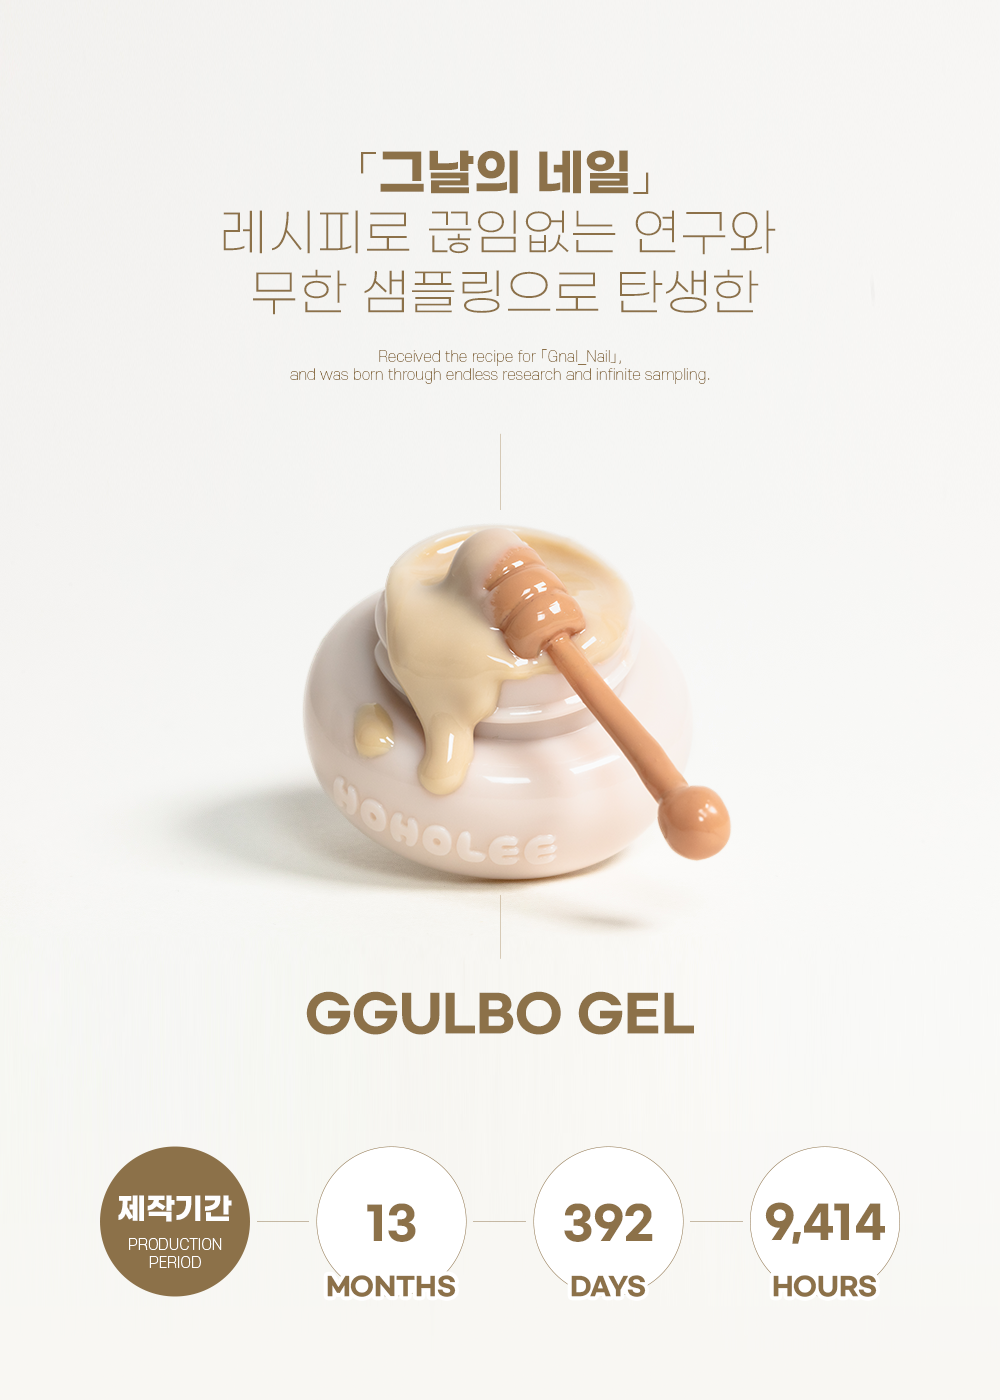 「그날의 네일」
레시피로 끊임없는 연구와
무한 샘플링으로 탄생한
Received the recipe for「Gnal_Nail」,
and was born through endless research and infinite sampling.
HOHOLEE
GGULBO GEL
제작기간
PRODUCTION
PERIOD
13
MONTHS
392
DAYS
9,414
HOURS